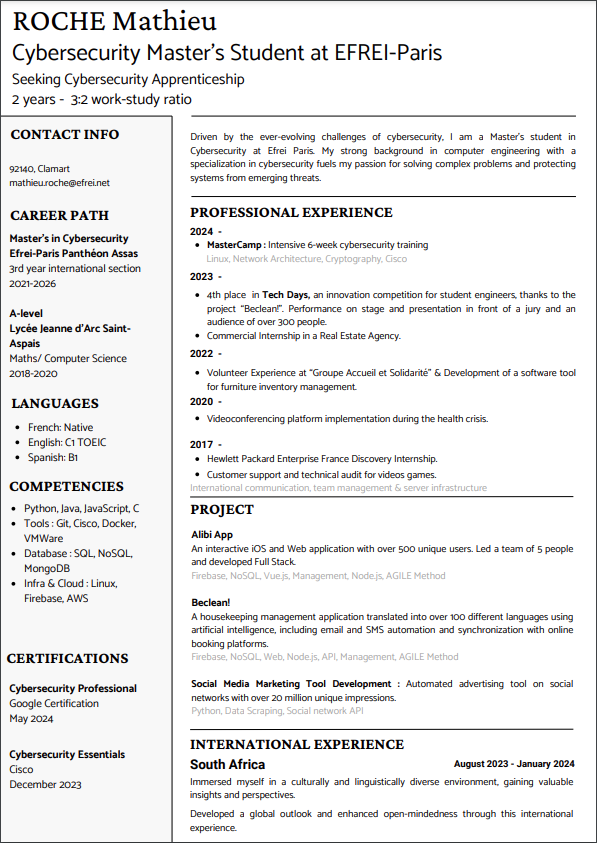 ROCHE Mathieu
Cybersecurity Master's Student at EFREI-Paris
Seeking Cybersecurity Apprenticeship
2 years - 3:2 work-study ratio
CONTACT INFO
92140, Clamart
mathieu.roche@efrei.net
CAREER PATH
Master's in Cybersecurity
Efrei-Paris Panthéon Assas
3rd year international section
2021-2026
A-level
Lycée Jeanne d'Arc Saint-
Aspais
Maths/ Computer Science
2018-2020
LANGUAGES
• French: Native
• English: C1 TOEIC
• Spanish: B1
COMPETENCIES
• Python, Java, JavaScript, C
• Tools : Git, Cisco, Docker,
VMWare
• Database : SQL, NoSQL,
MongoDB
• Infra & Cloud : Linux,
Firebase, AWS
CERTIFICATIONS
Cybersecurity Professional
Google Certification
May 2024
Cybersecurity Essentials
Cisco
December 2023
Driven by the ever-evolving challenges of cybersecurity, I am a Master's student in
Cybersecurity at Efrei Paris. My strong background in computer engineering with a
specialization in cybersecurity fuels my passion for solving complex problems and protecting
systems from emerging threats.
PROFESSIONAL EXPERIENCE
2024 -
• MasterCamp : Intensive 6-week cybersecurity training
Linux, Network Architecture, Cryptography, Cisco
2023 -
• 4th place in Tech Days, an innovation competition for student engineers, thanks to the
project "Beclean!". Performance on stage and presentation in front of a jury and an
audience of over 300 people.
• Commercial Internship in a Real Estate Agency.
2022 -
• Volunteer Experience at "Groupe Accueil et Solidarité" & Development of a software tool
for furniture inventory management.
2020 -
• Videoconferencing platform implementation during the health crisis.
2017 -
• Hewlett Packard Enterprise France Discovery Internship.
• Customer support and technical audit for videos games.
International communication, team management & server infrastructure
PROJECT
Alibi App
An interactive iOS and Web application with over 500 unique users. Led a team of 5 people
and developed Full Stack.
Firebase, NoSQL, Vue.js, Management, Node.js, AGILE Method
Beclean!
A housekeeping management application translated into over 100 different languages using
artificial intelligence, including email and SMS automation and synchronization with online
booking platforms.
Firebase, NoSQL, Web, Node.js, API, Management, AGILE Method
Social Media Marketing Tool Development : Automated advertising tool on social
networks with over 20 million unique impressions.
Python, Data Scraping, Social network API
INTERNATIONAL EXPERIENCE
South Africa August 2023 - January 2024
Immersed myself in a culturally and linguistically diverse environment, gaining valuable
insights and perspectives.
Developed a global outlook and enhanced open-mindedness through this international
experience.